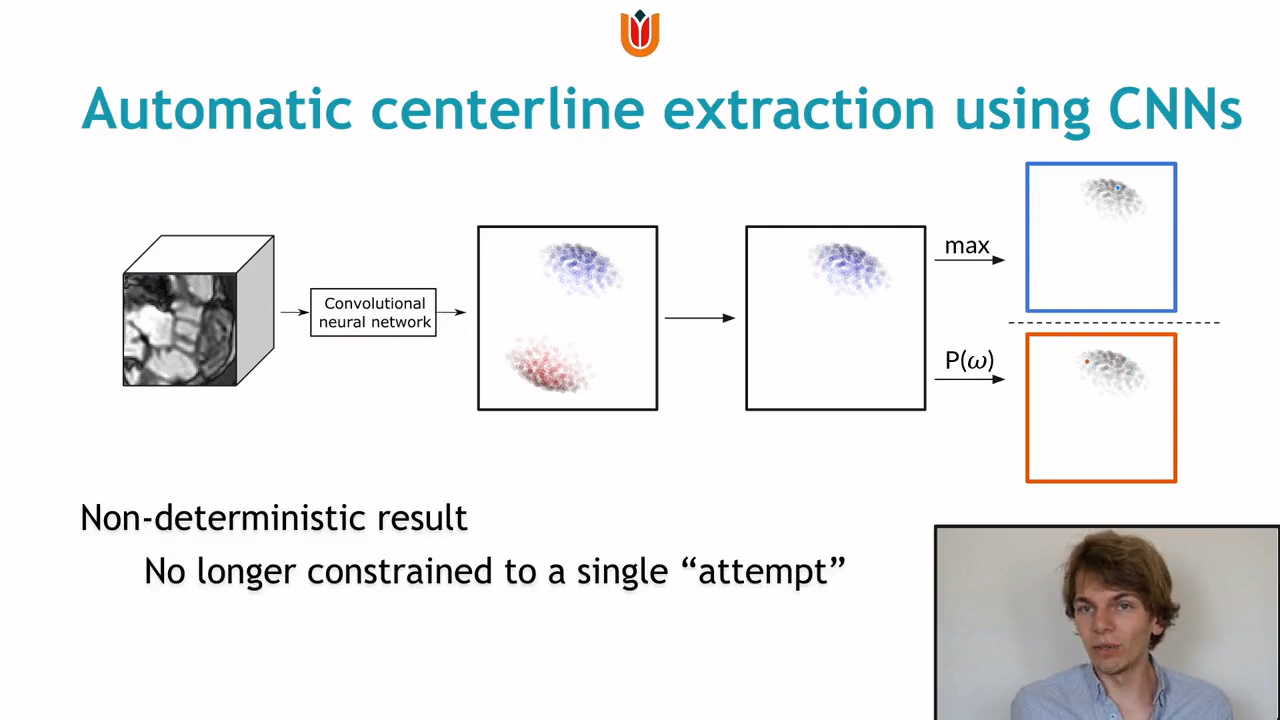 Automatic centerline extraction using CNNs
Convolutional
neural network
max
P(ω)
Non-deterministic result
No longer constrained to a single “attempt”